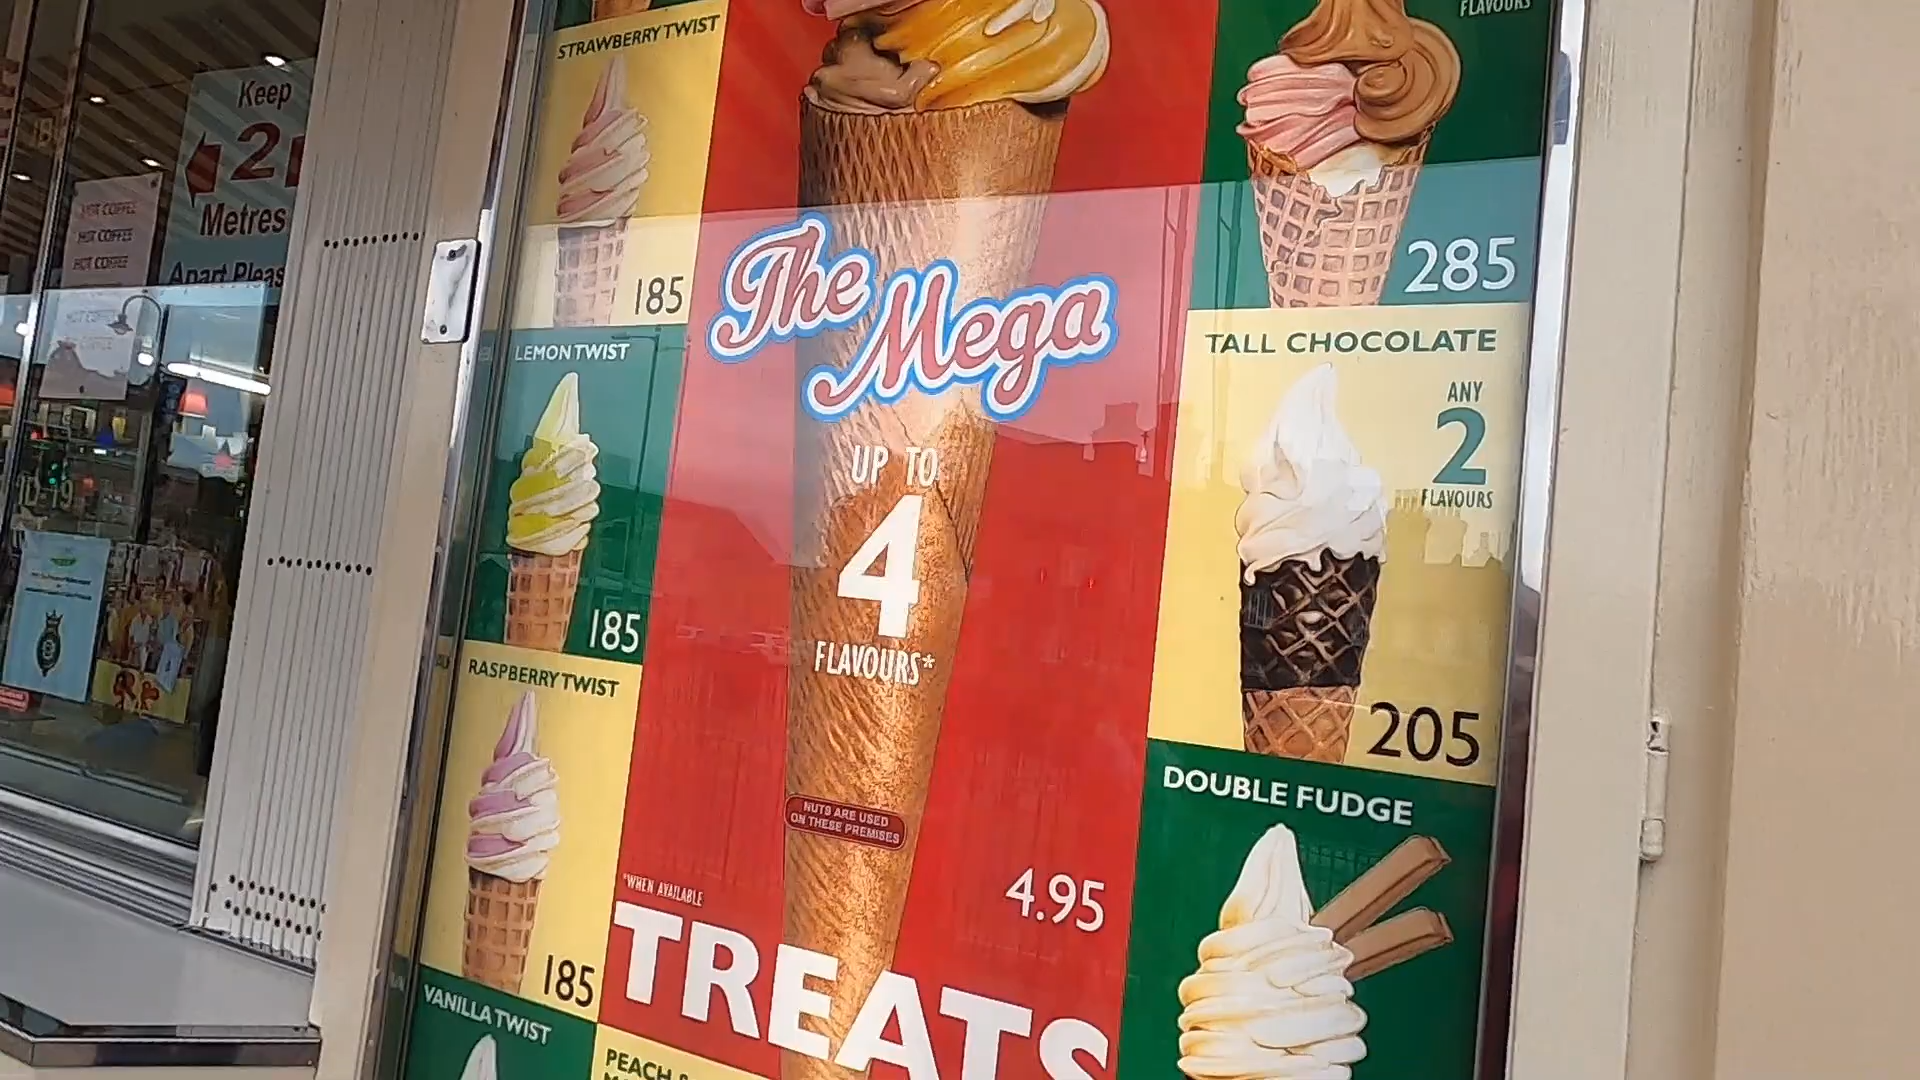 Keep
2
Metres
HOT COFFEE
HOT COFFEE
HOT COFFEE
STRAWBERRY TWIST
185
LEMON TWIST
185
RASPBERRY TWIST
185
VANILLA TWIST
The Mega
UP TO
4
FLAVOURS*
NUTS ARE USED
ON THESE PREMISES
*WHEN AVAILABLE
4.95
TREATS
PEACH &
FLAVOURS
285
TALL CHOCOLATE
ANY
2
FLAVOURS
205
DOUBLE FUDGE